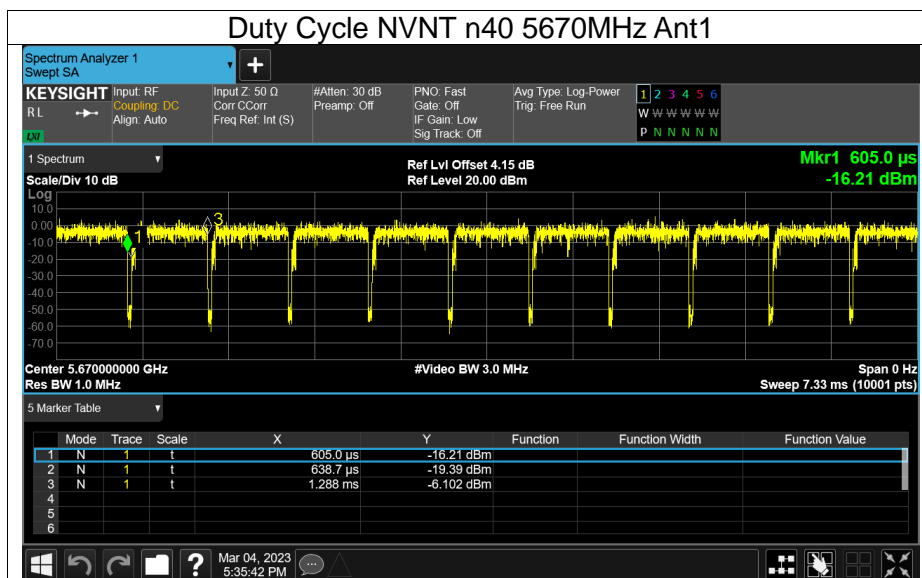 Duty Cycle NVNT n40 5670MHz Ant1
Spectrum Analyzer 1
Swept SA
+
KEYSIGHT
RL
LXI
Input: RF
Coupling: DC
Align: Auto
Input Z: 50 Ω
Corr CCorr
Freq Ref: Int (S)
#Atten: 30 dB
Preamp: Off
PNO: Fast
Gate: Off
IF Gain: Low
Sig Track: Off
Avg Type: Log-Power
Trig: Free Run
1 2 3 4 5 6
W W W W W W
P N N N N N
1 Spectrum
Scale/Div 10 dB
Ref Lvl Offset 4.15 dB
Ref Level 20.00 dBm
Mkr1 605.0 µs
-16.21 dBm
Log
10.0
0.00
-10.0
-20.0
-30.0
-40.0
-50.0
-60.0
-70.0
1
3
Center 5.670000000 GHz
Res BW 1.0 MHz
#Video BW 3.0 MHz
Span 0 Hz
Sweep 7.33 ms (10001 pts)
5 Marker Table
Mode Trace Scale X Y Function Function Width Function Value
1 N 1 t 605.0 µs -16.21 dBm
2 N 1 t 638.7 µs -19.39 dBm
3 N 1 t 1.288 ms -6.102 dBm
4
5
6
?
Mar 04, 2023
5:35:42 PM